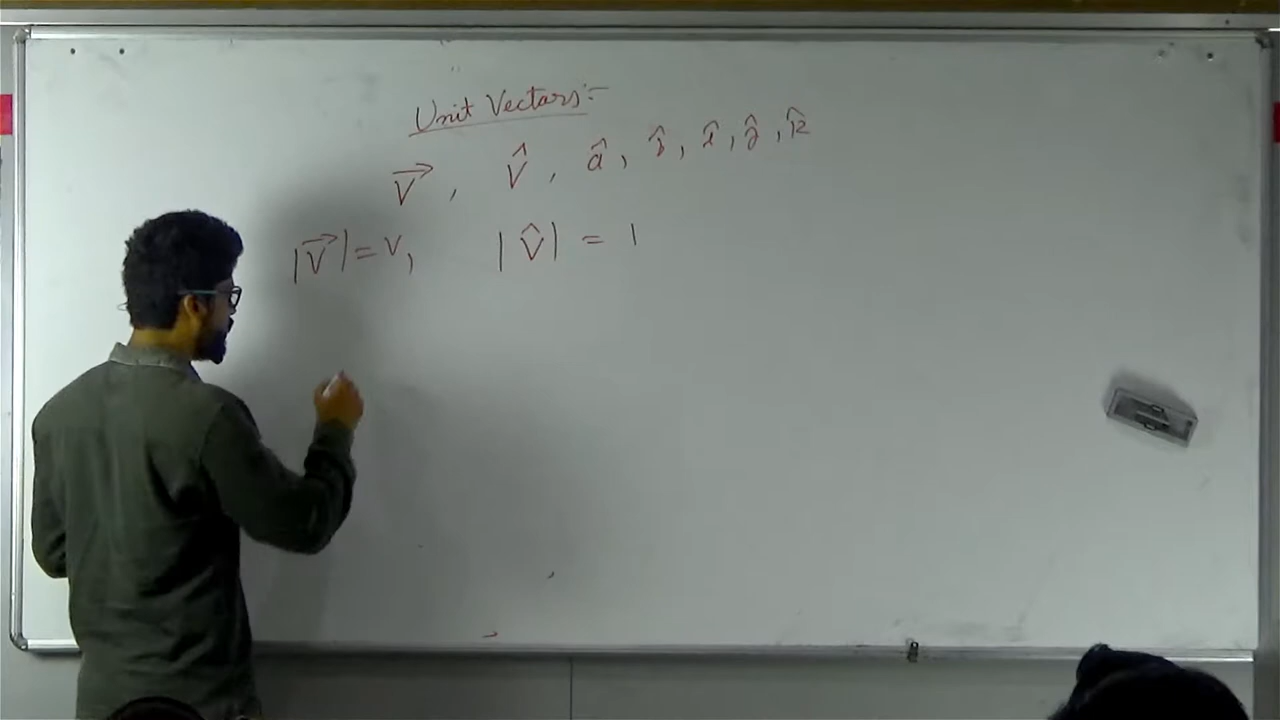 Unit Vectors:-
V⃗, V̂, â, b̂, î, ĵ, k̂
|V⃗| = V, |V̂| = 1